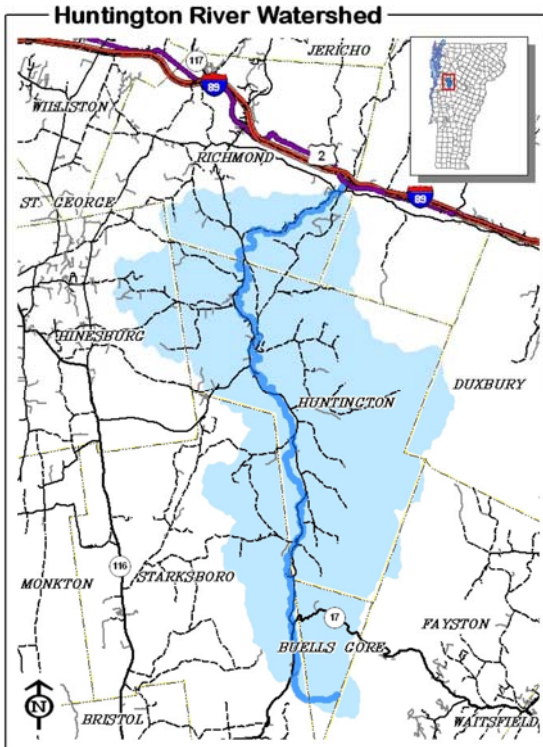 Huntington River Watershed
JERICHO
117
89
WILLISTON
2
RICHMOND
89
ST. GEORGE
HINESBURG
DUXBURY
HUNTINGTON
116
STARKSBORO
MONKTON
17
FAYSTON
BUELLS GORE
N
BRISTOL
WAITSFIELD